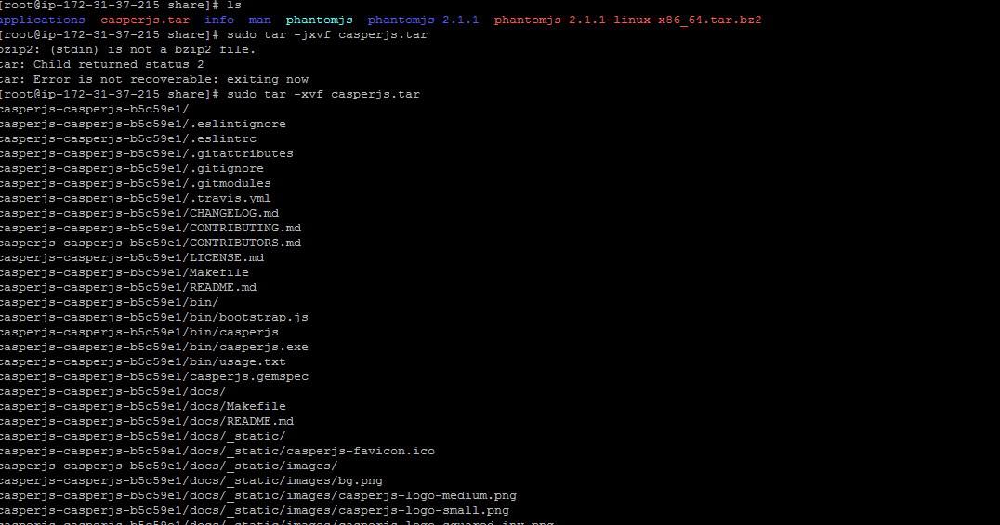 [root@ip-172-31-37-215 share]# ls
applications casperjs.tar info man phantomjs phantomjs-2.1.1 phantomjs-2.1.1-linux-x86_64.tar.bz2
[root@ip-172-31-37-215 share]# sudo tar -jxvf casperjs.tar
bzip2: (stdin) is not a bzip2 file.
tar: Child returned status 2
tar: Error is not recoverable: exiting now
[root@ip-172-31-37-215 share]# sudo tar -xvf casperjs.tar
casperjs-casperjs-b5c59e1/
casperjs-casperjs-b5c59e1/.eslintignore
casperjs-casperjs-b5c59e1/.eslintrc
casperjs-casperjs-b5c59e1/.gitattributes
casperjs-casperjs-b5c59e1/.gitignore
casperjs-casperjs-b5c59e1/.gitmodules
casperjs-casperjs-b5c59e1/.travis.yml
casperjs-casperjs-b5c59e1/CHANGELOG.md
casperjs-casperjs-b5c59e1/CONTRIBUTING.md
casperjs-casperjs-b5c59e1/CONTRIBUTORS.md
casperjs-casperjs-b5c59e1/LICENSE.md
casperjs-casperjs-b5c59e1/Makefile
casperjs-casperjs-b5c59e1/README.md
casperjs-casperjs-b5c59e1/bin/
casperjs-casperjs-b5c59e1/bin/bootstrap.js
casperjs-casperjs-b5c59e1/bin/casperjs
casperjs-casperjs-b5c59e1/bin/casperjs.exe
casperjs-casperjs-b5c59e1/bin/usage.txt
casperjs-casperjs-b5c59e1/casperjs.gemspec
casperjs-casperjs-b5c59e1/docs/
casperjs-casperjs-b5c59e1/docs/Makefile
casperjs-casperjs-b5c59e1/docs/README.md
casperjs-casperjs-b5c59e1/docs/_static/
casperjs-casperjs-b5c59e1/docs/_static/casperjs-favicon.ico
casperjs-casperjs-b5c59e1/docs/_static/images/
casperjs-casperjs-b5c59e1/docs/_static/images/bg.png
casperjs-casperjs-b5c59e1/docs/_static/images/casperjs-logo-medium.png
casperjs-casperjs-b5c59e1/docs/_static/images/casperjs-logo-small.png
casperjs-casperjs-b5c59e1/docs/_static/images/casperjs-logo-squared-inv.png